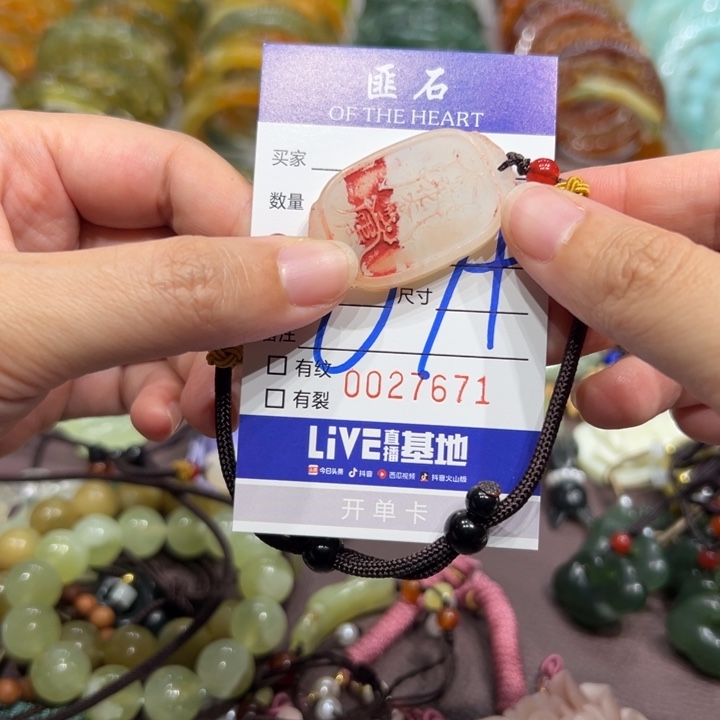 匪石
OF THE HEART
买家
数量
尺寸
备注
有纹
0027671
有裂
LiVE直播基地
今日头条 抖音 西瓜视频 抖音火山版
开单卡